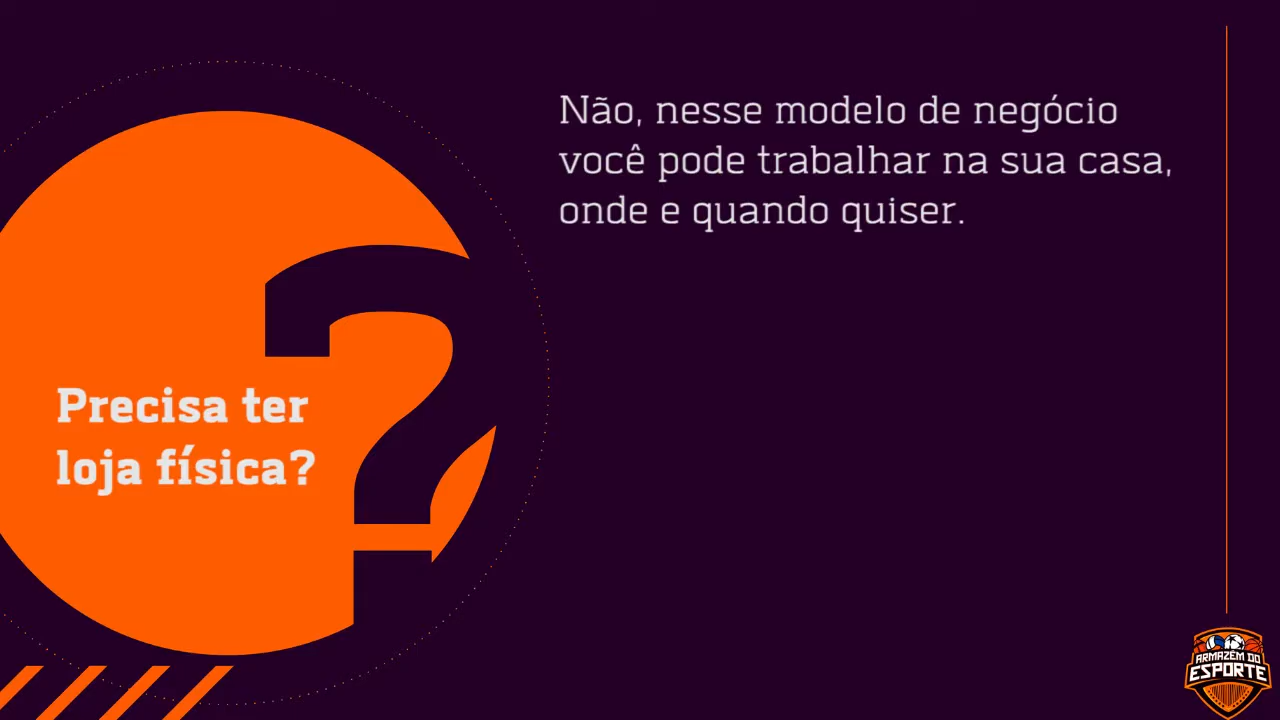 Não, nesse modelo de negócio
você pode trabalhar na sua casa,
onde e quando quiser.
Precisa ter
loja física?
ARMAZÉM DO
ESPORTE